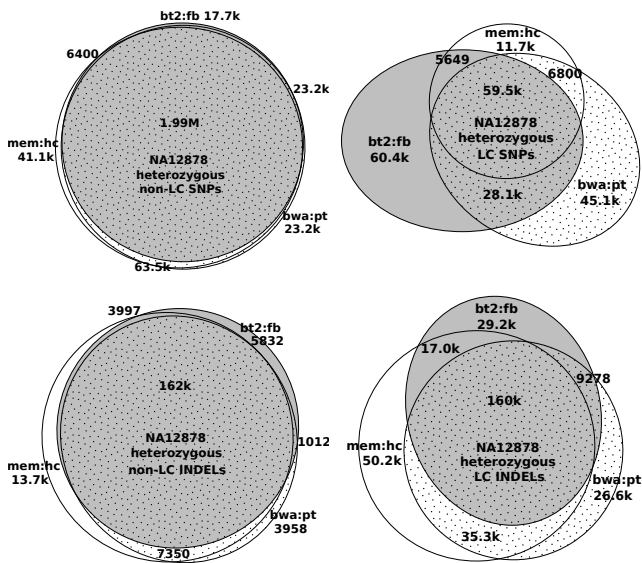 bt2:fb 17.7k
6400
23.2k
1.99M
mem:hc
41.1k
NA12878
heterozygous
non-LC SNPs
bwa:pt
23.2k
63.5k
mem:hc
11.7k
5649
6800
59.5k
bt2:fb
60.4k
NA12878
heterozygous
LC SNPs
28.1k
bwa:pt
45.1k
3997
bt2:fb
5832
162k
1012
NA12878
heterozygous
non-LC INDELs
mem:hc
13.7k
bwa:pt
3958
7350
bt2:fb
29.2k
17.0k
9278
160k
mem:hc
50.2k
NA12878
heterozygous
LC INDELs
bwa:pt
26.6k
35.3k